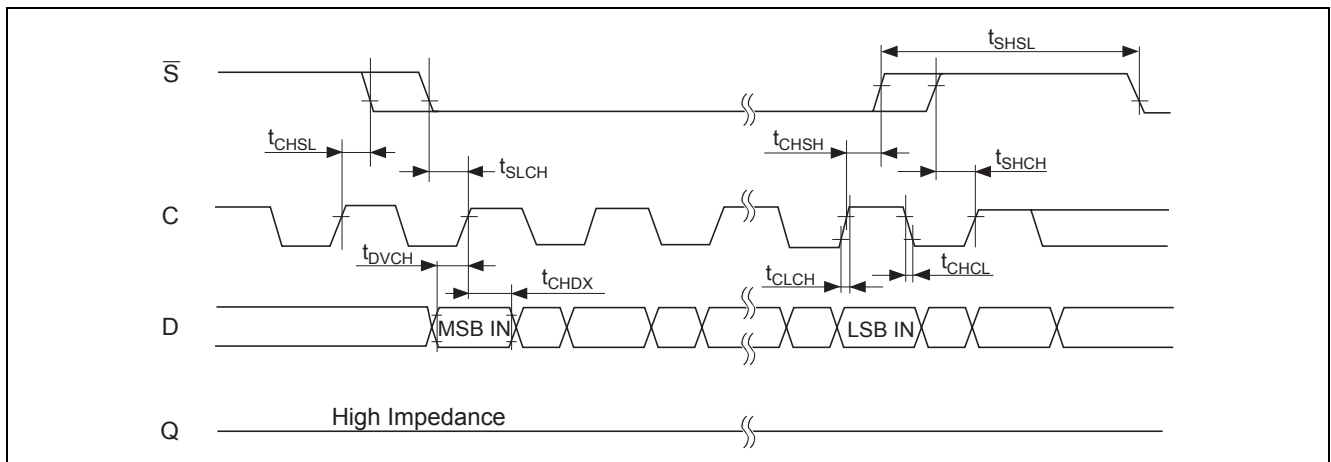 tSHSL
S̅
tCHSL
tSLCH
tCHSH
tSHCH
C
tDVCH
tCHDX
tCLCH
tCHCL
D
MSB IN
LSB IN
High Impedance
Q